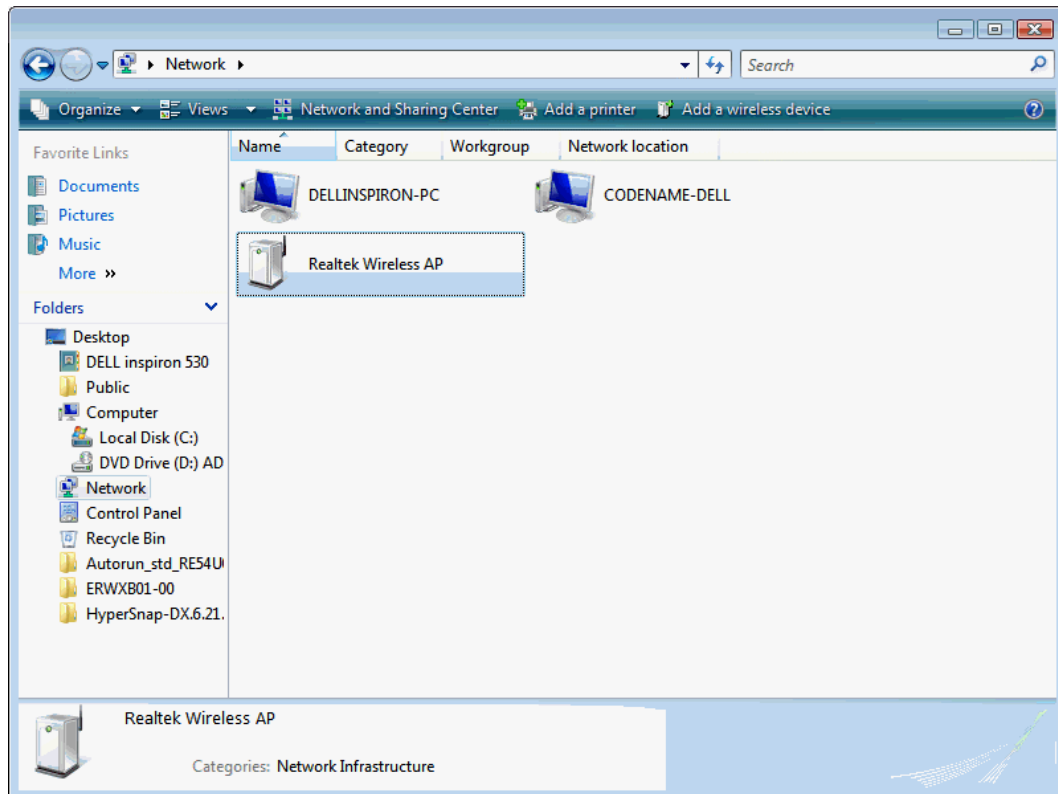 Network
Search
Organize Views Network and Sharing Center Add a printer Add a wireless device
Favorite Links
Documents
Pictures
Music
More »
Folders
Desktop
DELL inspiron 530
Public
Computer
Local Disk (C:)
DVD Drive (D:) AD
Network
Control Panel
Recycle Bin
Autorun_std_RE54U
ERWXB01-00
HyperSnap-DX.6.21.
Name Category Workgroup Network location
DELLINSPIRON-PC CODENAME-DELL
Realtek Wireless AP
Realtek Wireless AP
Categories: Network Infrastructure